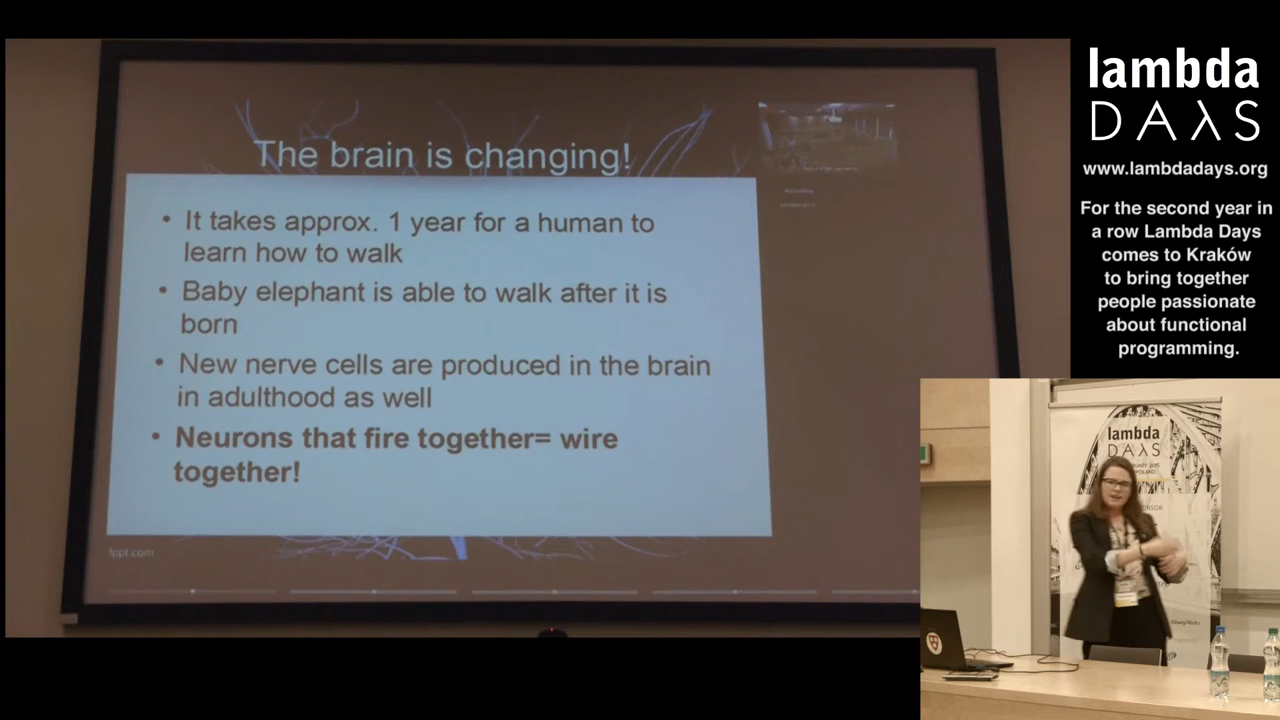 The brain is changing!
• It takes approx. 1 year for a human to
learn how to walk
• Baby elephant is able to walk after it is
born
• New nerve cells are produced in the brain
in adulthood as well
• Neurons that fire together= wire
together!
fppt.com
lambda
DAλS
www.lambdadays.org
For the second year in
a row Lambda Days
comes to Kraków
to bring together
people passionate
about functional
programming.
lambda
DAλS